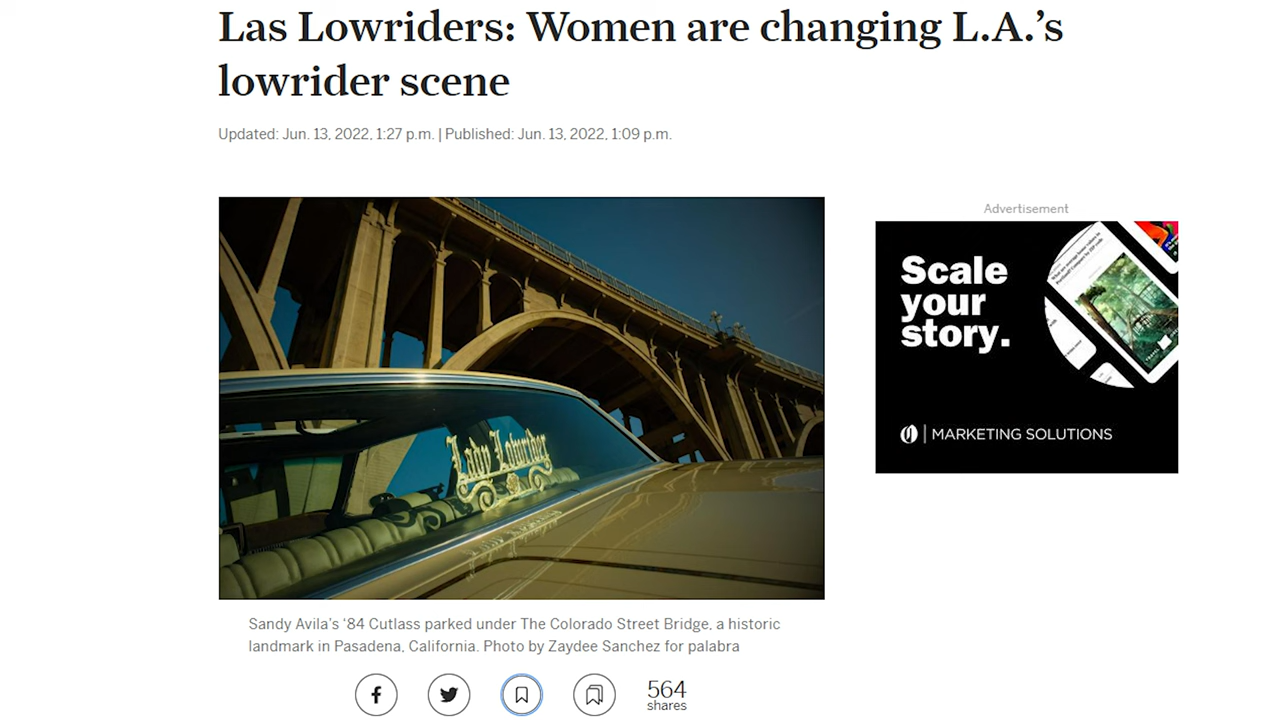 Las Lowriders: Women are changing L.A.’s
lowrider scene
Updated: Jun. 13, 2022, 1:27 p.m. | Published: Jun. 13, 2022, 1:09 p.m.
Advertisement
Scale
your
story.
MARKETING SOLUTIONS
Lady Lowrider
Sandy Avila’s ‘84 Cutlass parked under The Colorado Street Bridge, a historic
landmark in Pasadena, California. Photo by Zaydee Sanchez for palabra
564
shares